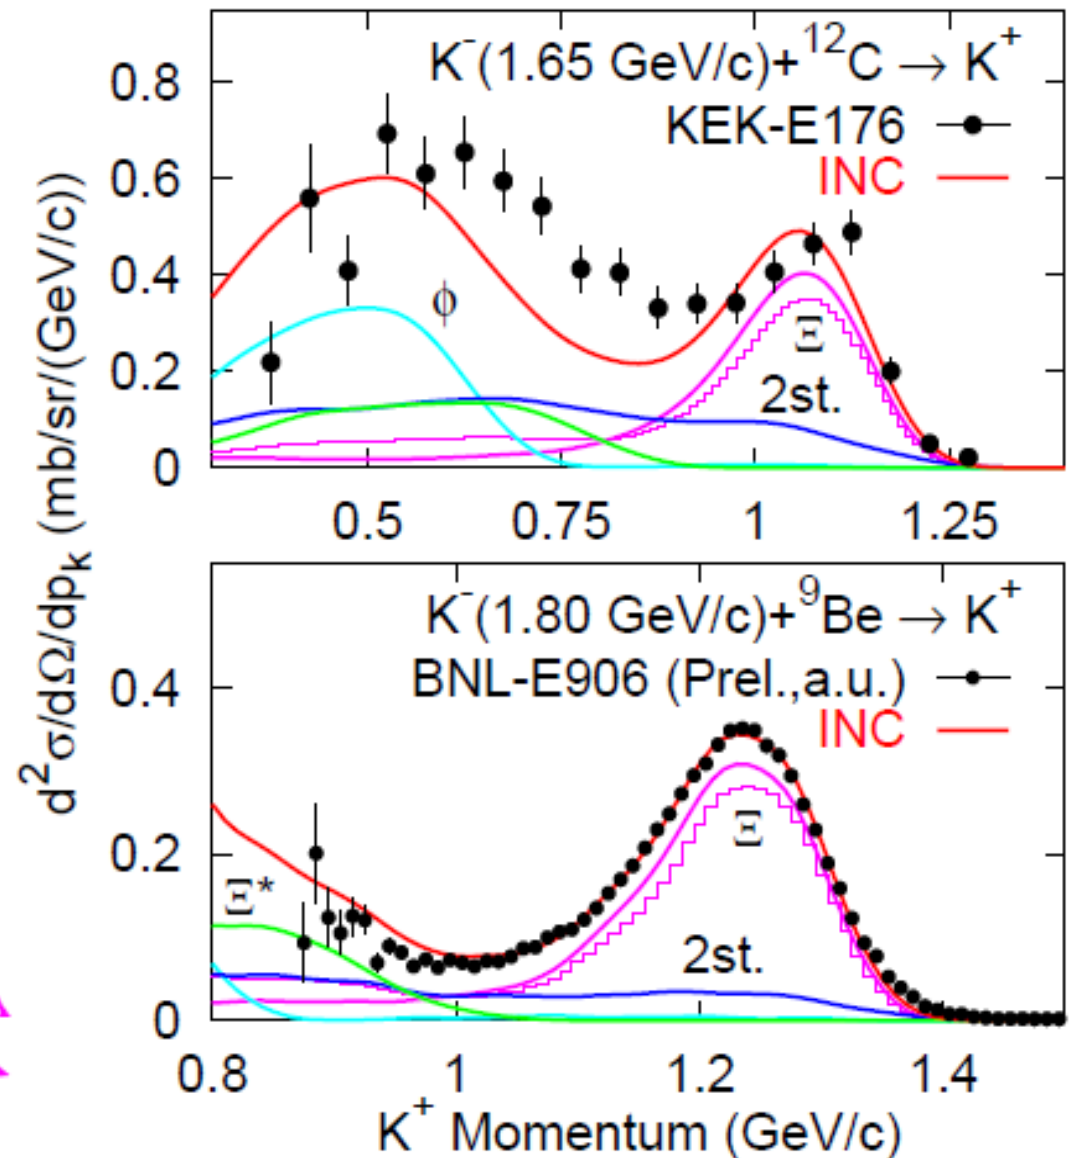 d²σ/dΩ/dpₖ (mb/sr/(GeV/c))
K⁻(1.65 GeV/c)+¹²C → K⁺
KEK-E176
INC
0.8
0.6
0.4
0.2
0
ϕ
Ξ
2st.
0.5 0.75 1 1.25
K⁻(1.80 GeV/c)+⁹Be → K⁺
BNL-E906 (Prel.,a.u.)
INC
0.4
0.2
0
Ξ*
Ξ
2st.
0.8 1 1.2 1.4
K⁺ Momentum (GeV/c)